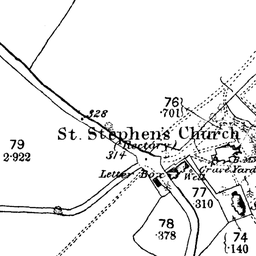 328
76
.701
St. Stephen's Church
(Rectory)
314
B.M.
79
2.922
Letter Box
Well
Grave Yard
77
.310
78
.378
74
.140